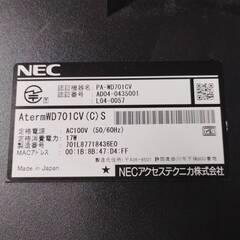 NEC
品名: PA-WD701CV
認証番号: AD04-0435001
L04-0057
AtermWD701CV(C)S
定格電源: AC100V (50/60Hz)
定格消費電力: 17W
製造番号: 701L87718436E0
MACアドレス: 00:1B:8B:47:D4:FF
Made in Japan
NECアクセステクニカ株式会社